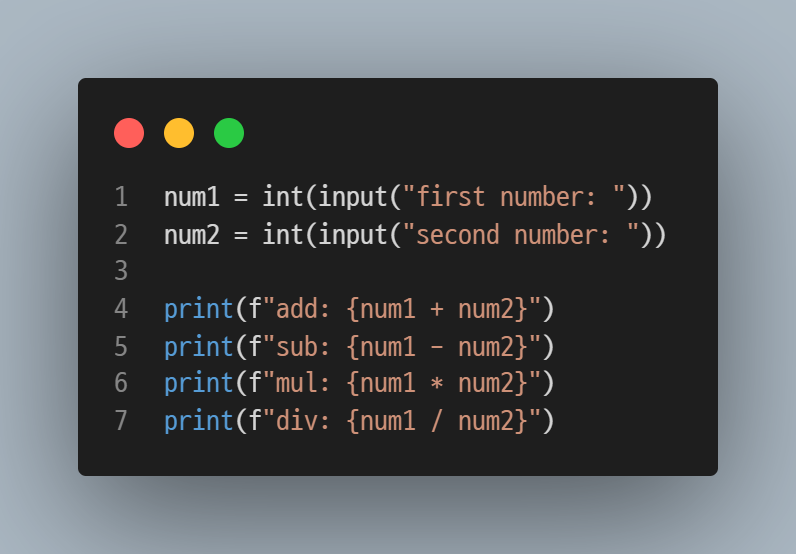 1 num1 = int(input("first number: "))
2 num2 = int(input("second number: "))
3
4 print(f"add: {num1 + num2}")
5 print(f"sub: {num1 - num2}")
6 print(f"mul: {num1 * num2}")
7 print(f"div: {num1 / num2}")